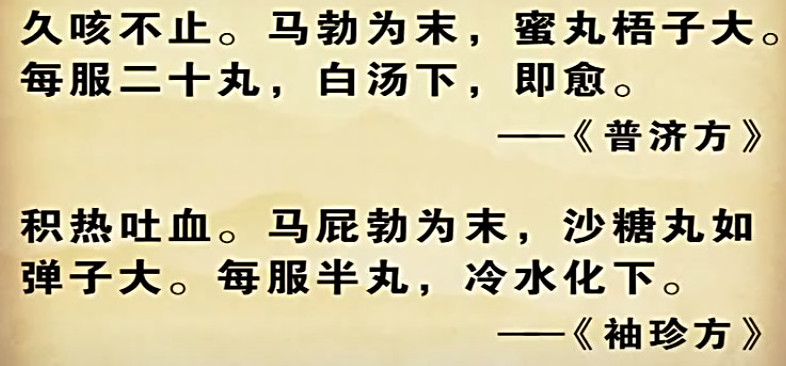 久咳不止。马勃为末，蜜丸梧子大。
每服二十丸，白汤下，即愈。
——《普济方》
积热吐血。马屁勃为末，沙糖丸如
弹子大。每服半丸，冷水化下。
——《袖珍方》